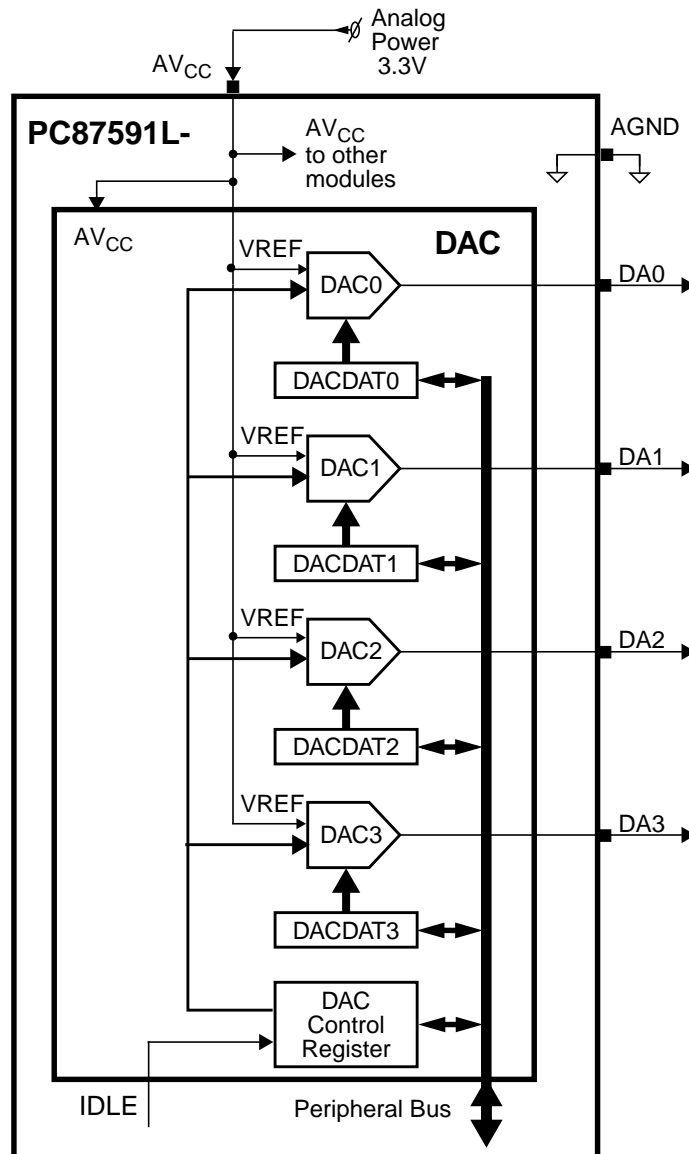 Analog
Power
3.3V
AVCC
PC87591L-
AVCC
to other
modules
AGND
AVCC
DAC
VREF
DAC0
DA0
DACDAT0
VREF
DAC1
DA1
DACDAT1
VREF
DAC2
DA2
DACDAT2
VREF
DAC3
DA3
DACDAT3
DAC
Control
Register
IDLE
Peripheral Bus